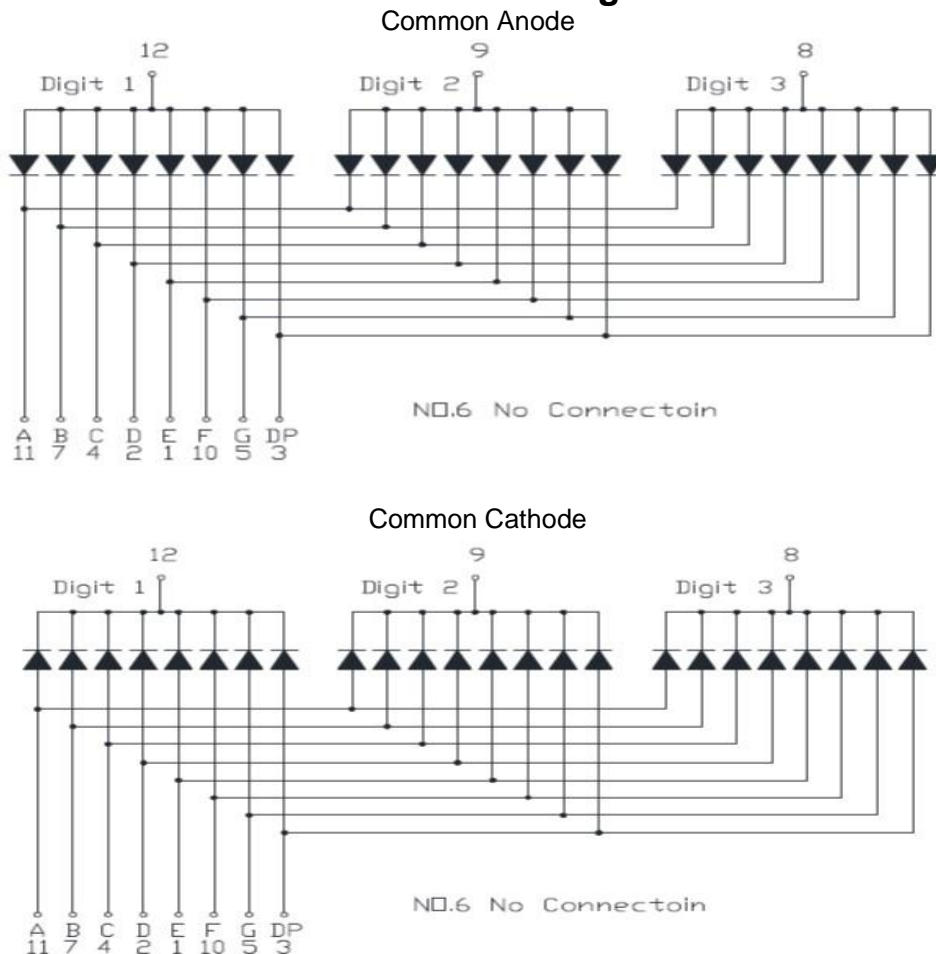 Common Anode
12 9 8
Digit 1 Digit 2 Digit 3
NO.6 No Connectoin
A B C D E F G DP
11 7 4 2 1 10 5 3
Common Cathode
12 9 8
Digit 1 Digit 2 Digit 3
NO.6 No Connectoin
A B C D E F G DP
11 7 4 2 1 10 5 3